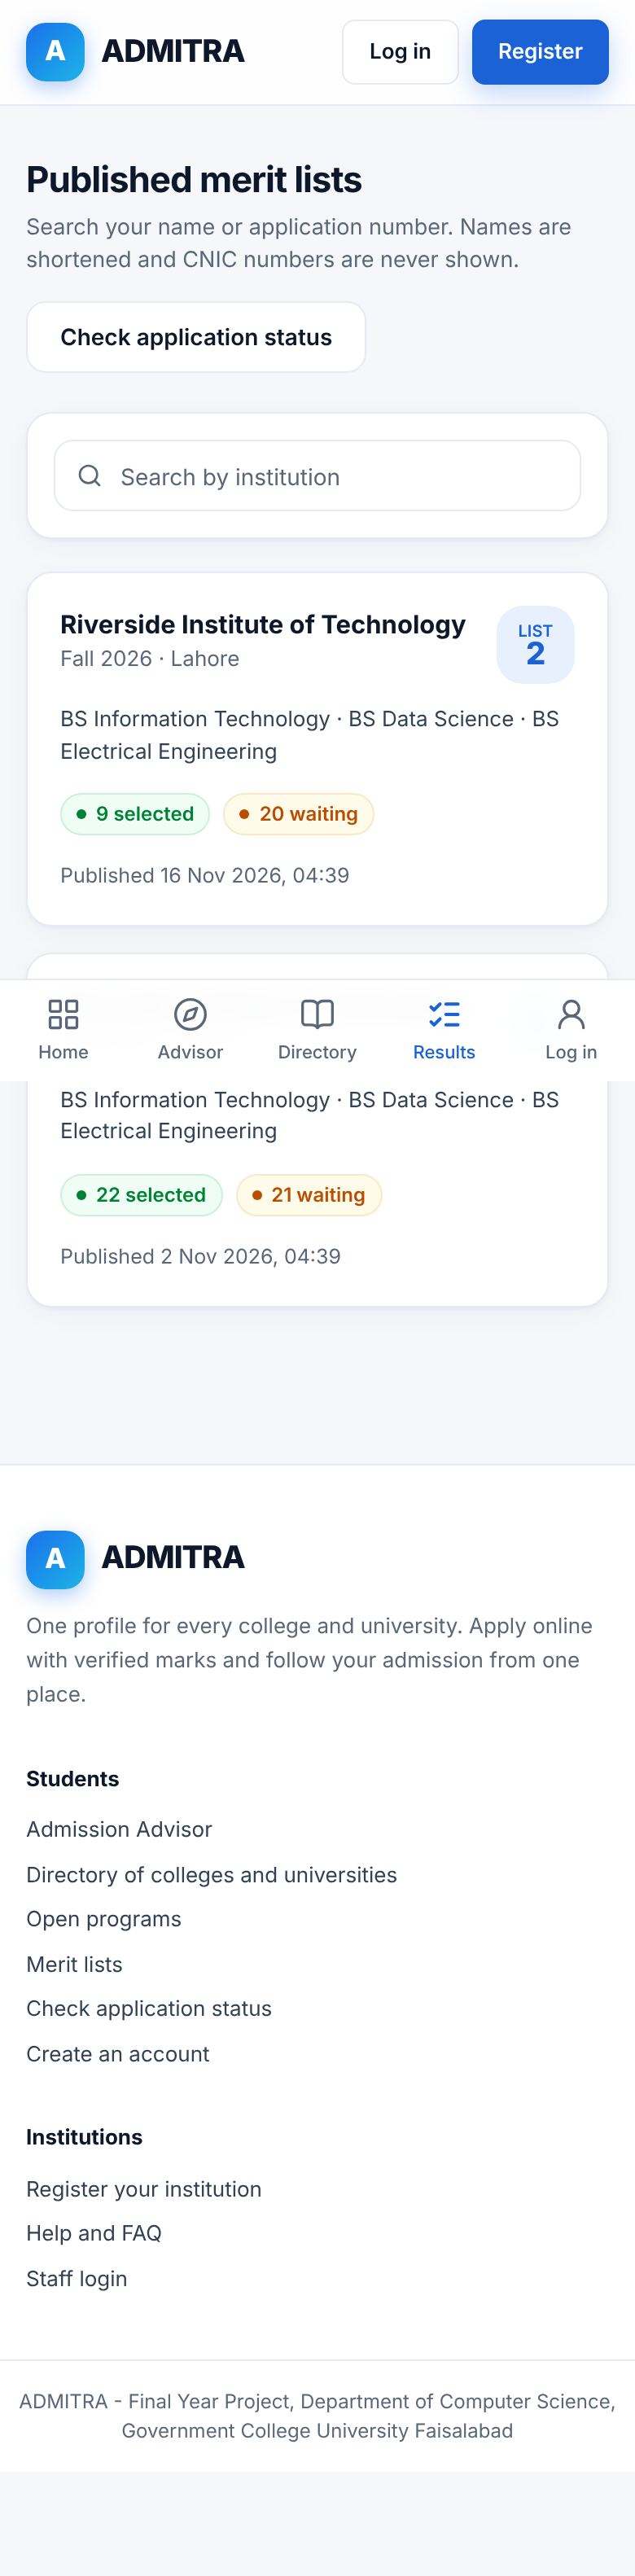 A ADMITRA Log in Register
Published merit lists
Search your name or application number. Names are
shortened and CNIC numbers are never shown.
Check application status
Search by institution
Riverside Institute of Technology
LIST
2
Fall 2026 · Lahore
BS Information Technology · BS Data Science · BS
Electrical Engineering
9 selected 20 waiting
Published 16 Nov 2026, 04:39
Home Advisor Directory Results Log in
BS Information Technology · BS Data Science · BS
Electrical Engineering
22 selected 21 waiting
Published 2 Nov 2026, 04:39
A ADMITRA
One profile for every college and university. Apply online
with verified marks and follow your admission from one
place.
Students
Admission Advisor
Directory of colleges and universities
Open programs
Merit lists
Check application status
Create an account
Institutions
Register your institution
Help and FAQ
Staff login
ADMITRA - Final Year Project, Department of Computer Science,
Government College University Faisalabad